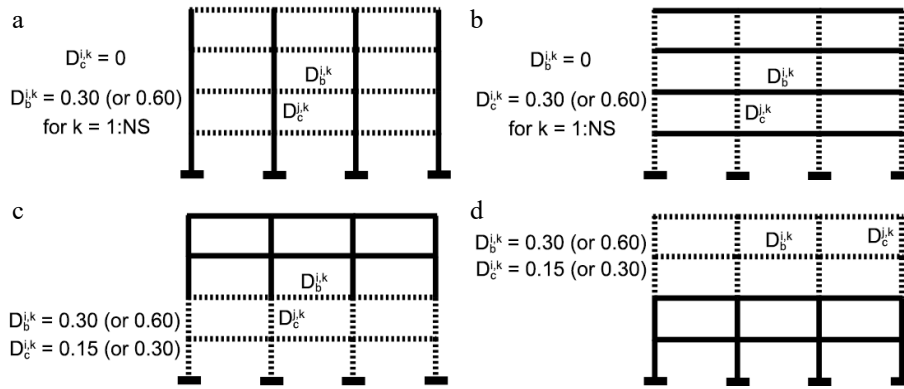 a
D_c^{i,k} = 0
D_b^{i,k} = 0.30 (or 0.60)
for k = 1:NS
D_b^{i,k}
D_c^{j,k}
b
D_b^{i,k} = 0
D_c^{i,k} = 0.30 (or 0.60)
for k = 1:NS
D_b^{i,k}
D_c^{j,k}
c
D_b^{i,k} = 0.30 (or 0.60)
D_c^{i,k} = 0.15 (or 0.30)
D_b^{i,k}
D_c^{j,k}
d
D_b^{i,k} = 0.30 (or 0.60)
D_c^{i,k} = 0.15 (or 0.30)
D_b^{i,k}
D_c^{j,k}